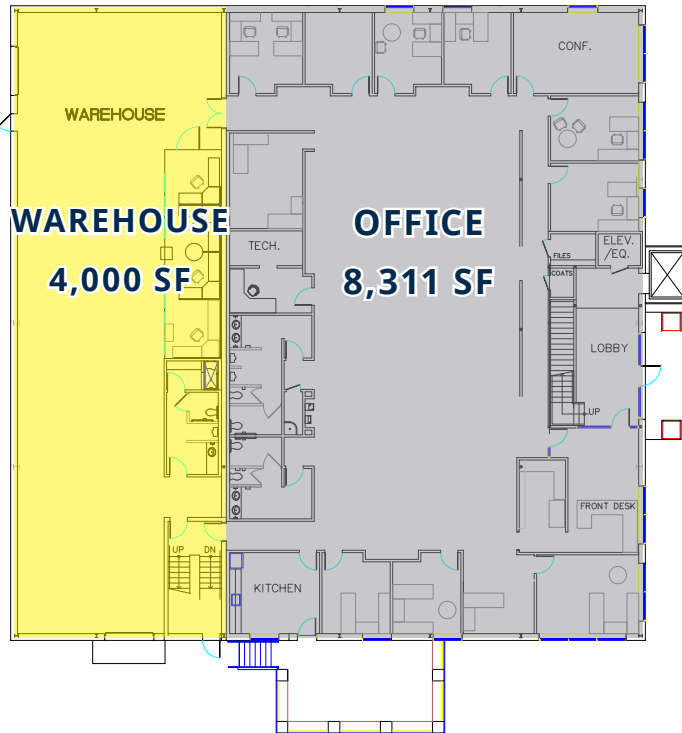 CONF.
WAREHOUSE
WAREHOUSE
4,000 SF
OFFICE
8,311 SF
TECH.
FILES
ELEV.
/EQ.
COATS
LOBBY
UP
FRONT DESK
UP
DN
KITCHEN